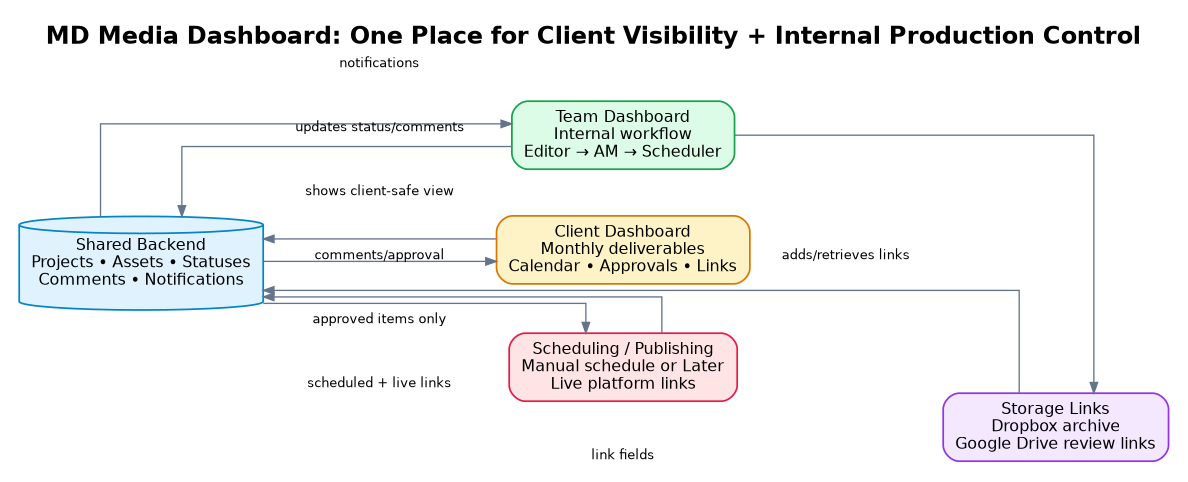 MD Media Dashboard: One Place for Client Visibility + Internal Production Control
notifications
Team Dashboard
Internal workflow
Editor → AM → Scheduler
updates status/comments
shows client-safe view
Shared Backend
Projects • Assets • Statuses
Comments • Notifications
Client Dashboard
Monthly deliverables
Calendar • Approvals • Links
comments/approval
adds/retrieves links
approved items only
Scheduling / Publishing
Manual schedule or Later
Live platform links
scheduled + live links
Storage Links
Dropbox archive
Google Drive review links
link fields